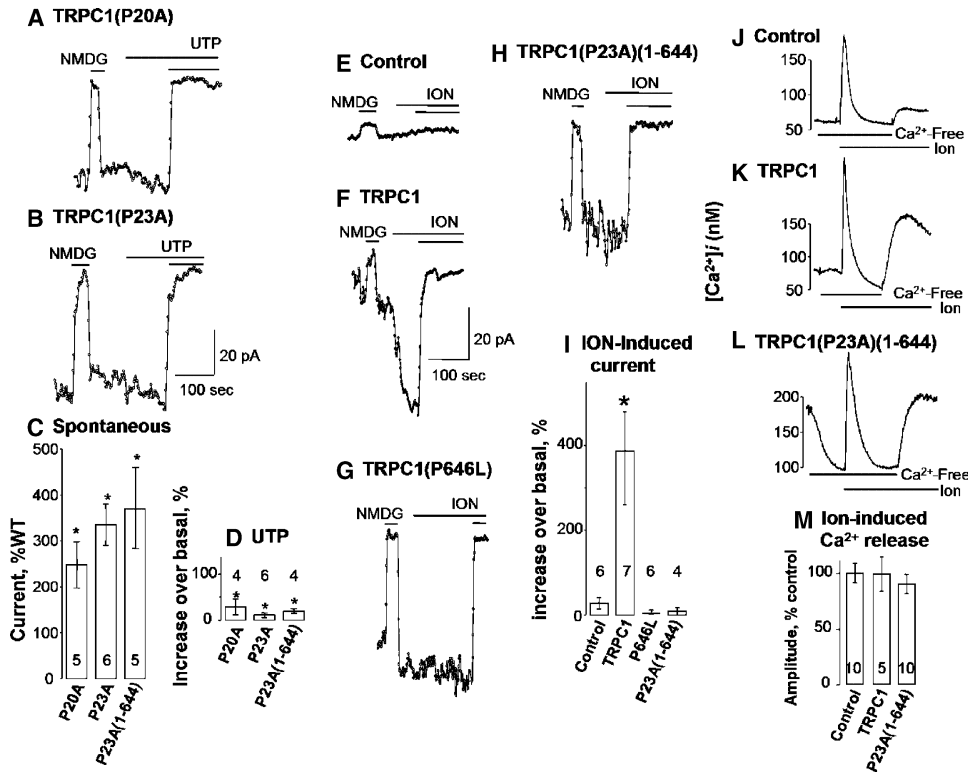 A TRPC1(P20A)
NMDG
UTP
B TRPC1(P23A)
NMDG
UTP
20 pA
100 sec
C Spontaneous
Current, %WT
500
400
300
200
100
0
5
6
5
P20A
P23A
P23A(1-644)
D UTP
Increase over basal, %
100
0
4
6
4
*
*
*
*
*
*
P20A
P23A
P23A(1-644)
E Control
NMDG
ION
F TRPC1
NMDG
ION
20 pA
100 sec
G TRPC1(P646L)
NMDG
ION
H TRPC1(P23A)(1-644)
NMDG
ION
I ION-Induced
current
increase over basal, %
400
200
0
*
6
7
6
4
Control
TRPC1
P646L
P23A(1-644)
J Control
150
100
50
Ca2+-Free
Ion
K TRPC1
[Ca2+]i (nM)
150
100
50
Ca2+-Free
Ion
L TRPC1(P23A)(1-644)
200
150
100
Ca2+-Free
Ion
M Ion-induced
Ca2+ release
Amplitude, % control
100
50
0
10
5
10
Control
TRPC1
P23A(1-644)